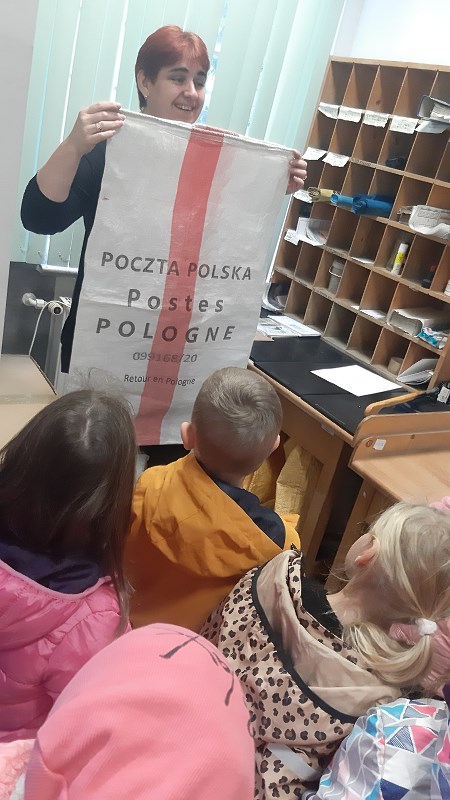 POCZTA POLSKA
Postes
POLOGNE
099168/20
Retour en Pologne